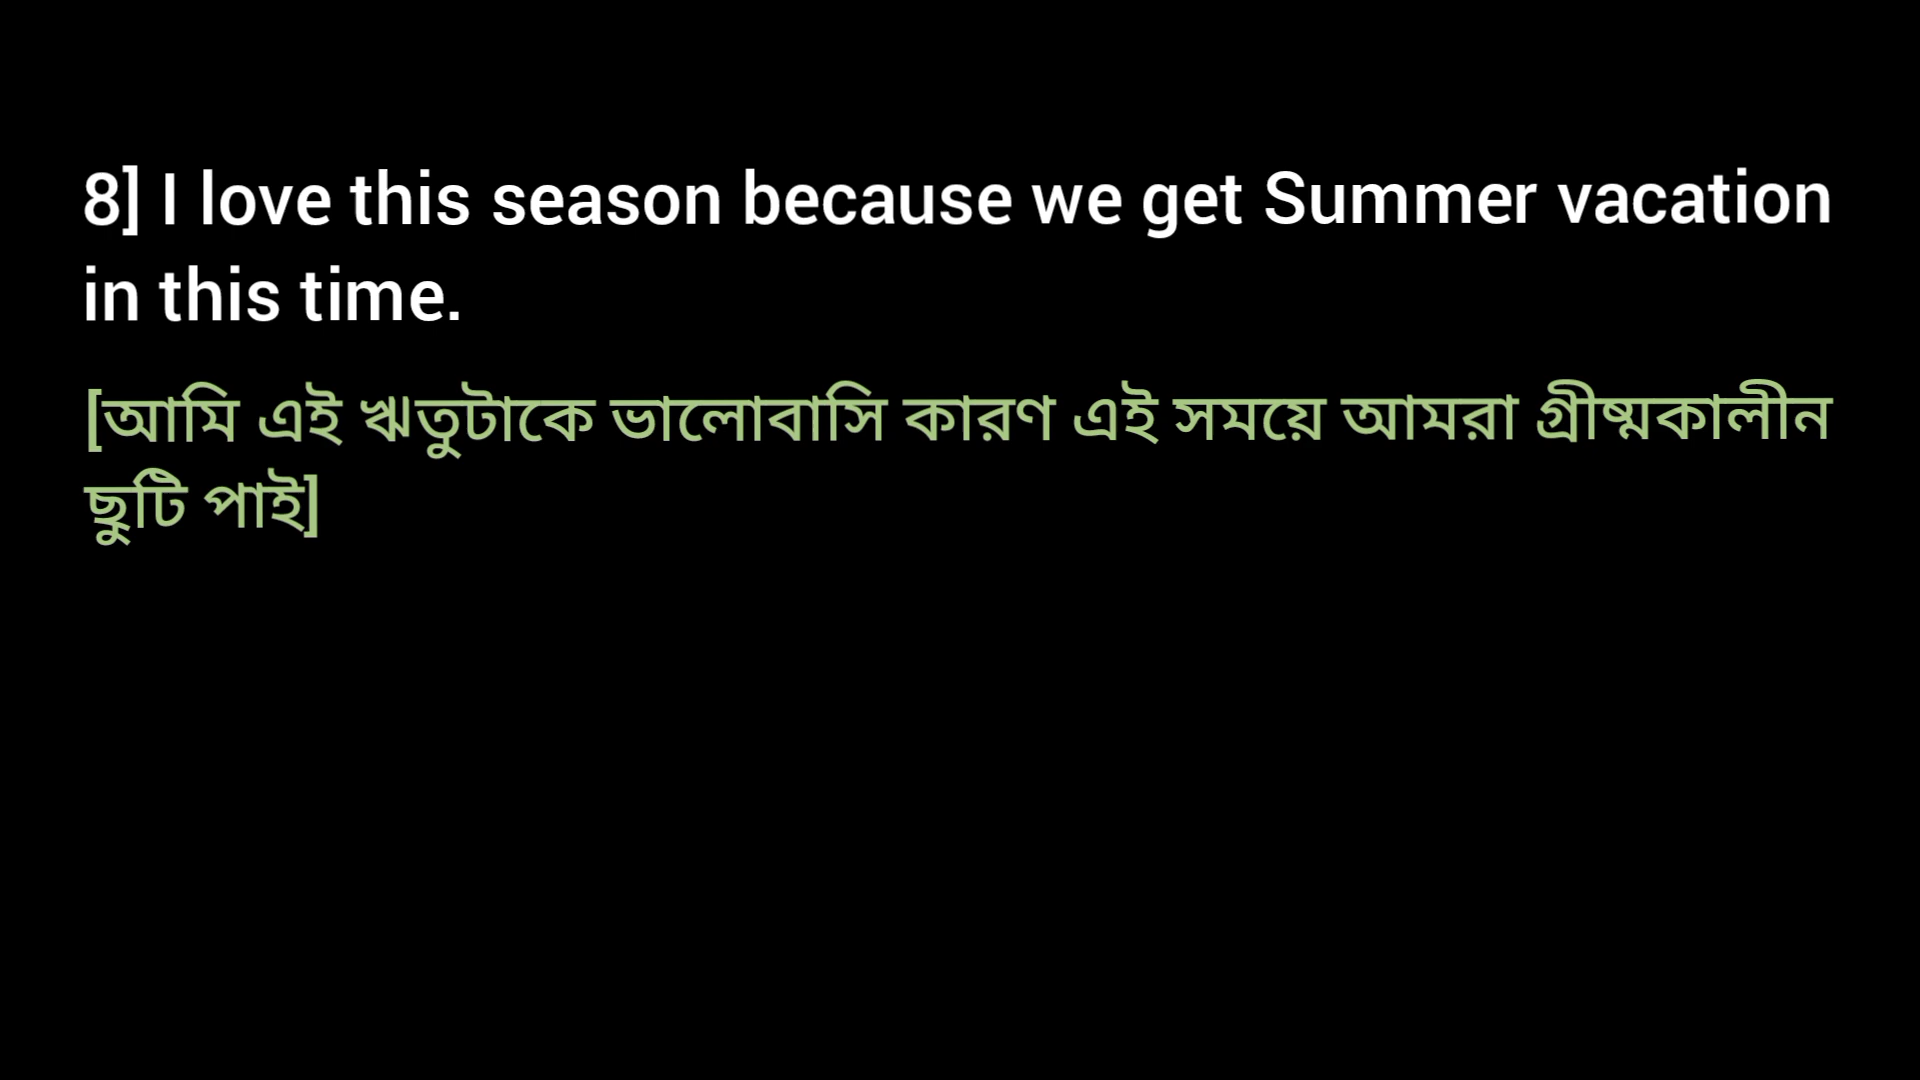 8] I love this season because we get Summer vacation
in this time.
[আমি এই ঋতুটাকে ভালোবাসি কারণ এই সময়ে আমরা গ্রীষ্মকালীন
ছুটি পাই]